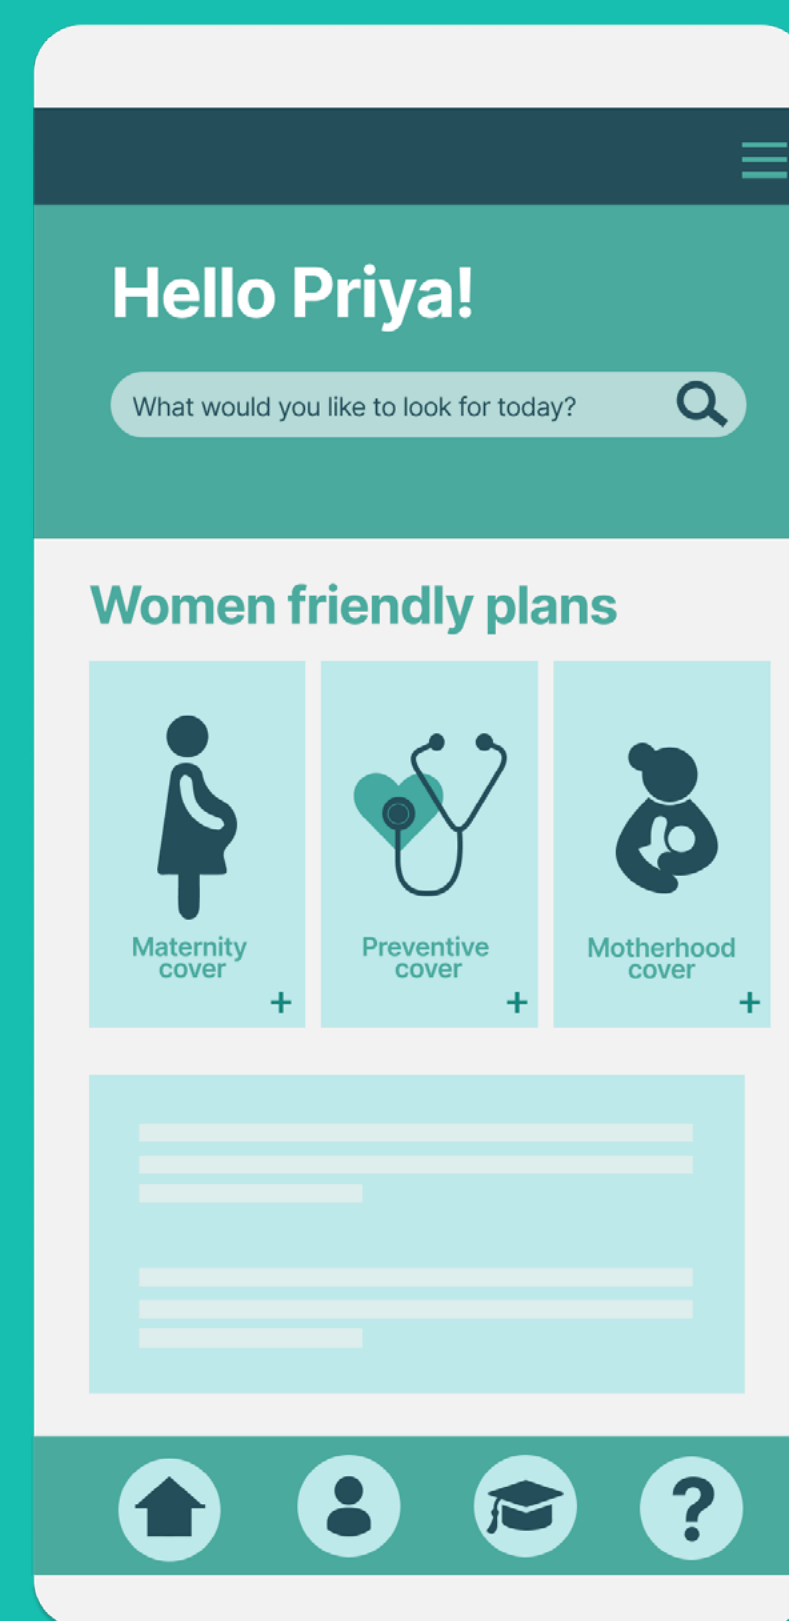 Hello Priya!
What would you like to look for today?
Women friendly plans
Maternity
cover
+
Preventive
cover
+
Motherhood
cover
+
?